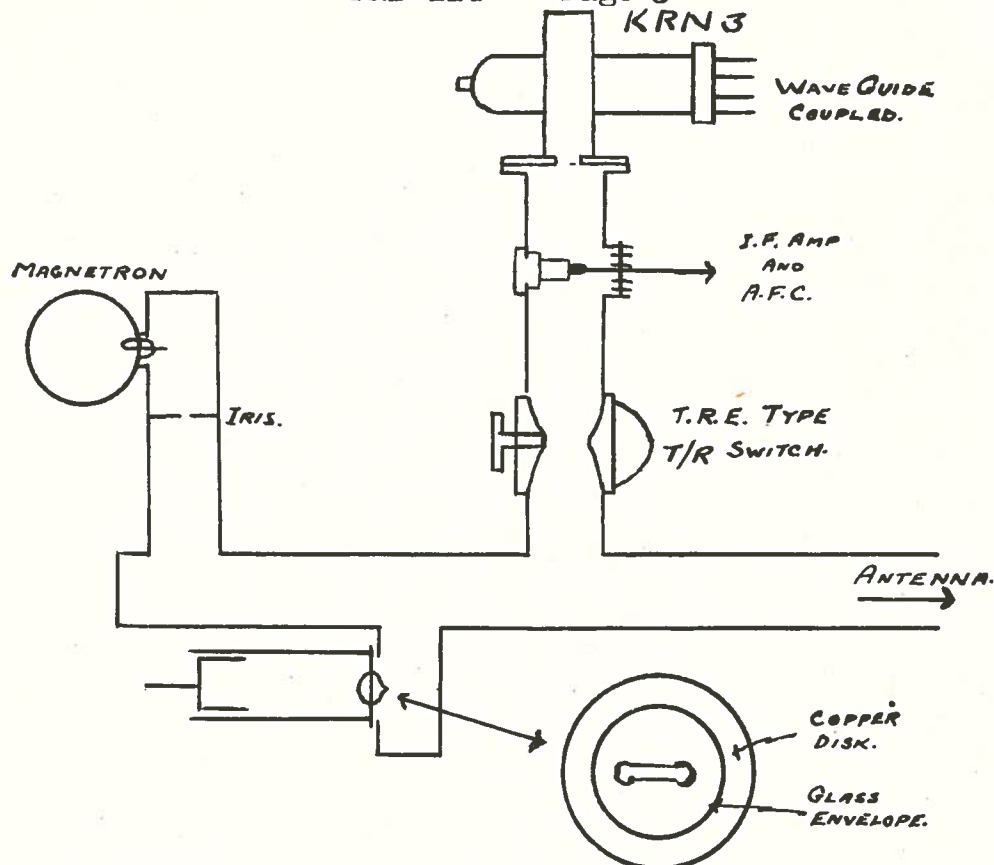 KRN3
WAVE GUIDE
COUPLED.
I.F. AMP
AND
A.F.C.
MAGNETRON
IRIS.
T.R.E. TYPE
T/R SWITCH.
ANTENNA.
COPPER
DISK.
GLASS
ENVELOPE.